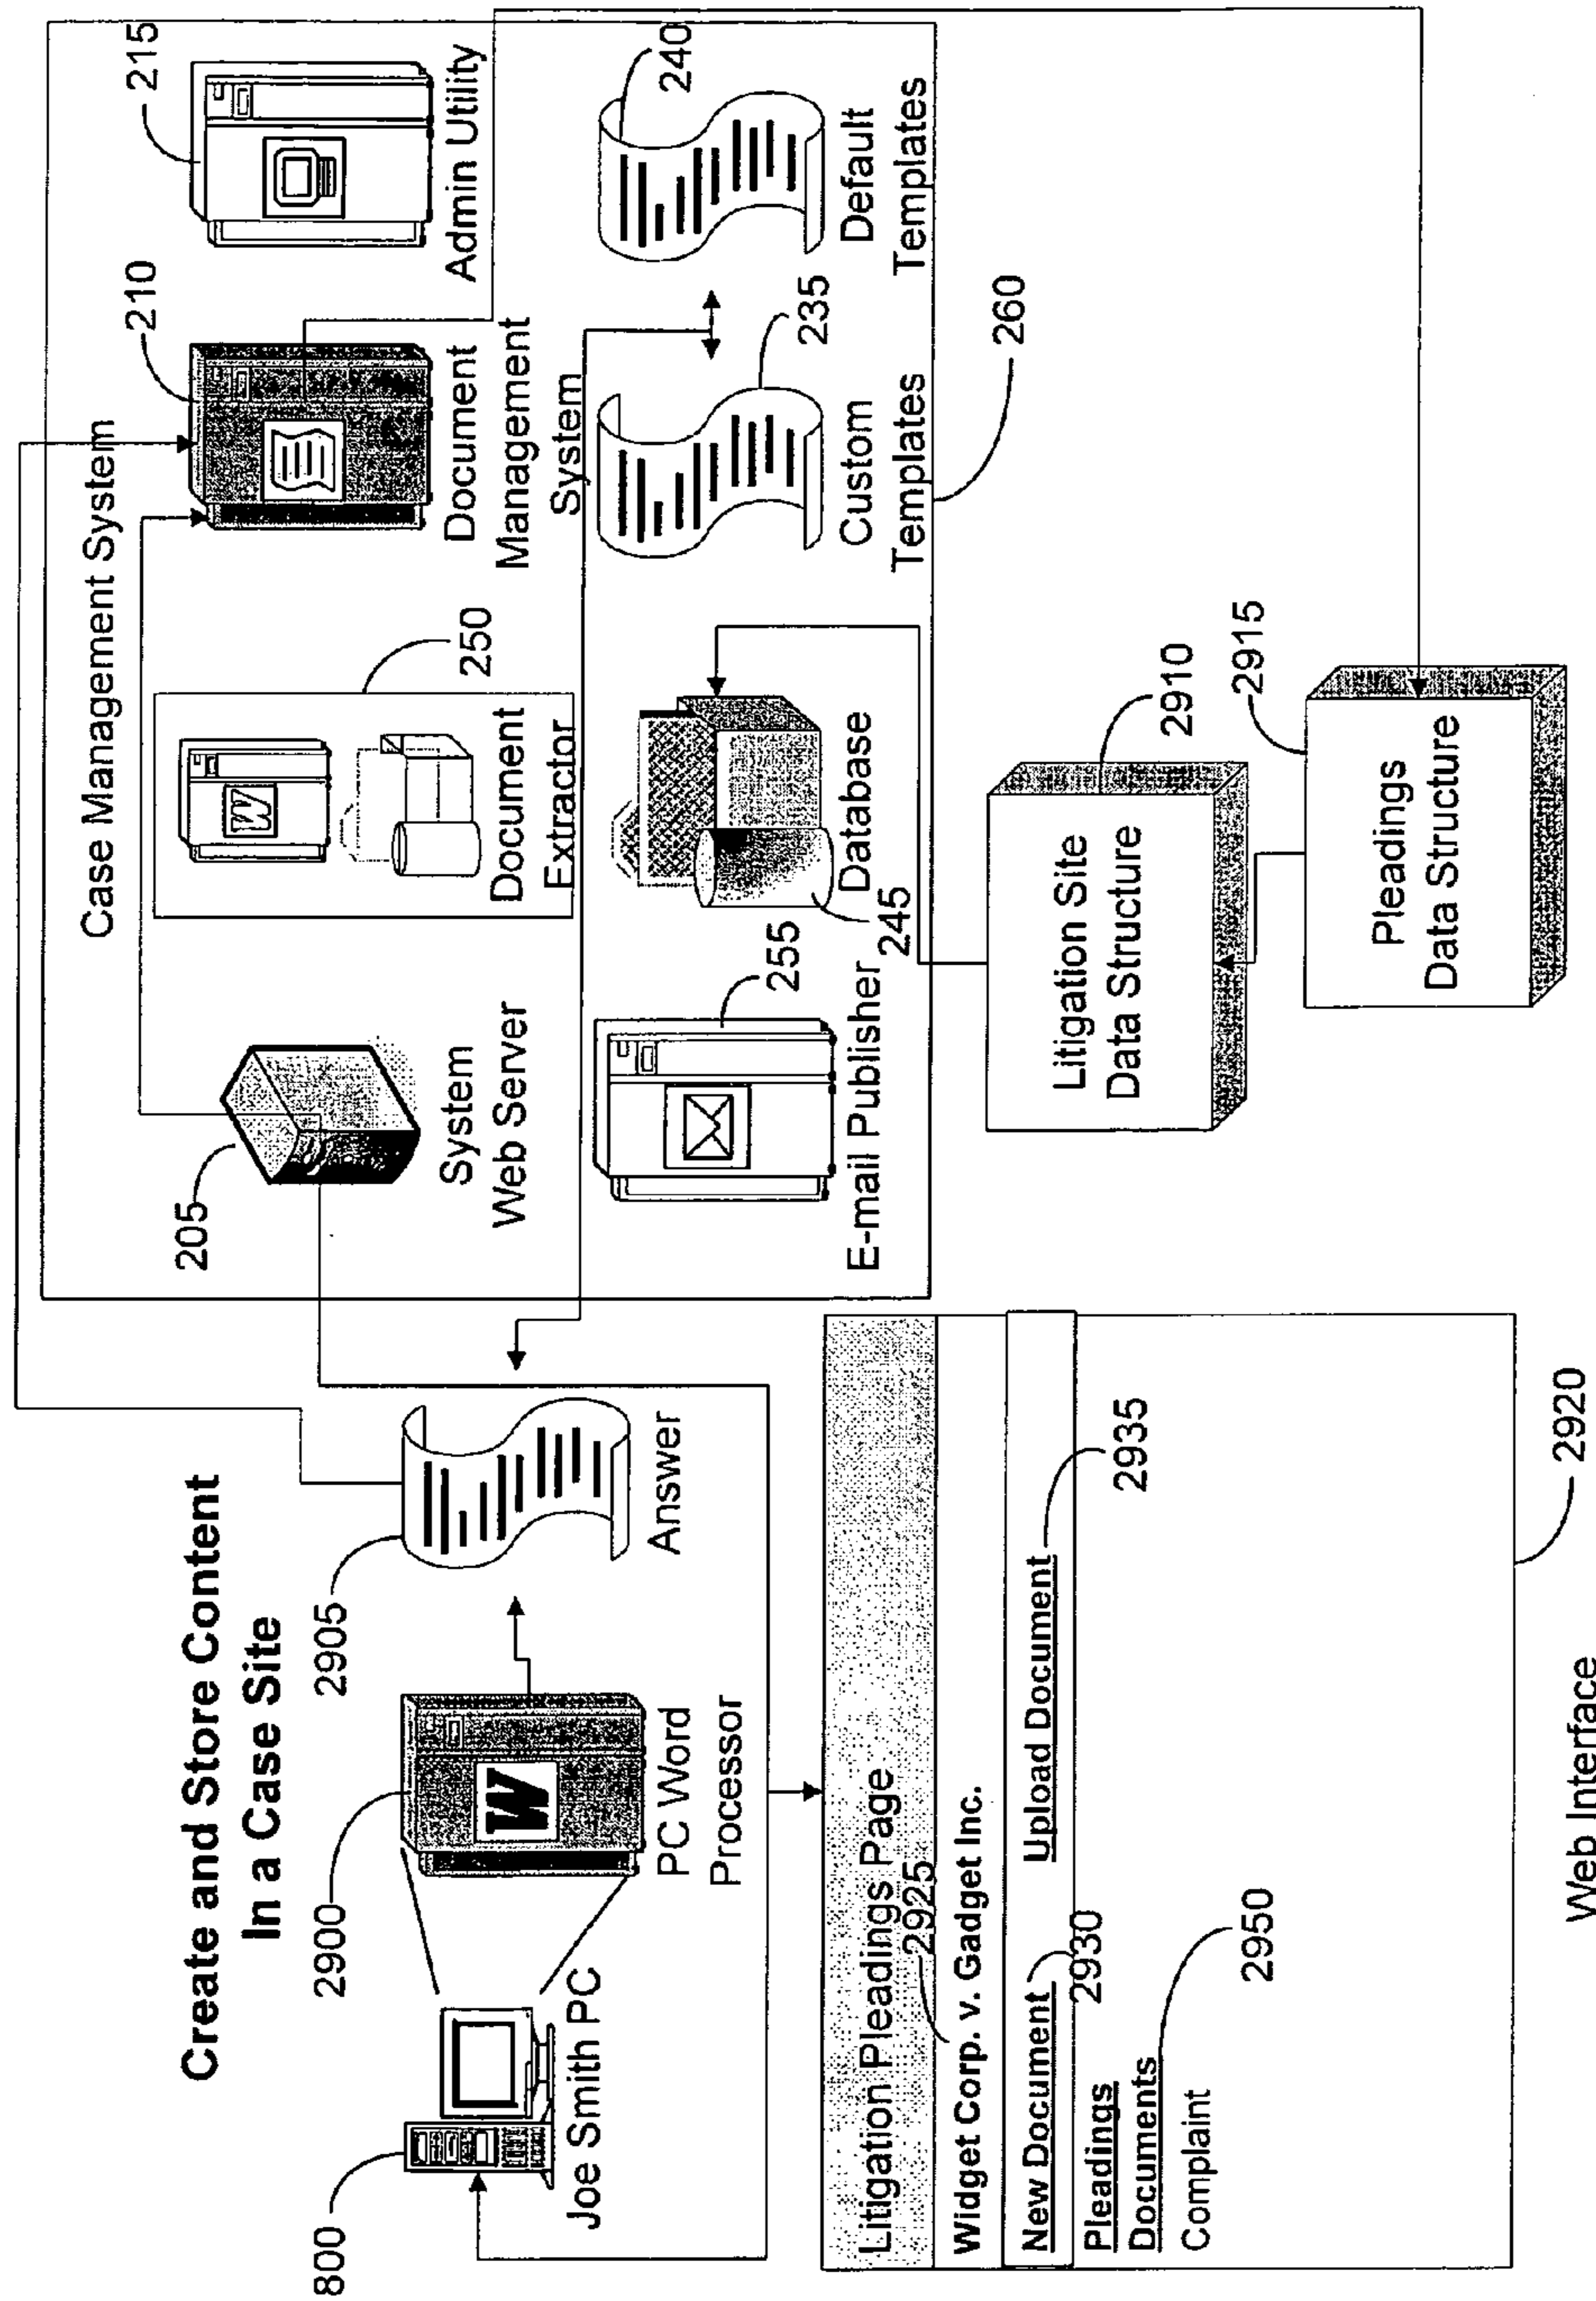 Create and Store Content
In a Case Site
Case Management System
800
Joe Smith PC
2900
PC Word
Processor
2905
Answer
205
System
Web Server
250
Document
Extractor
210
Document
Management
System
215
Admin Utility
255
E-mail Publisher
245
Database
235
Custom
Templates
240
Default
Templates
260
2910
Litigation Site
Data Structure
2915
Pleadings
Data Structure
Litigation Pleadings Page
2925
Widget Corp. v. Gadget Inc.
New Document
2930
Upload Document
2935
Pleadings
Documents
2950
Complaint
2920
Web Interface